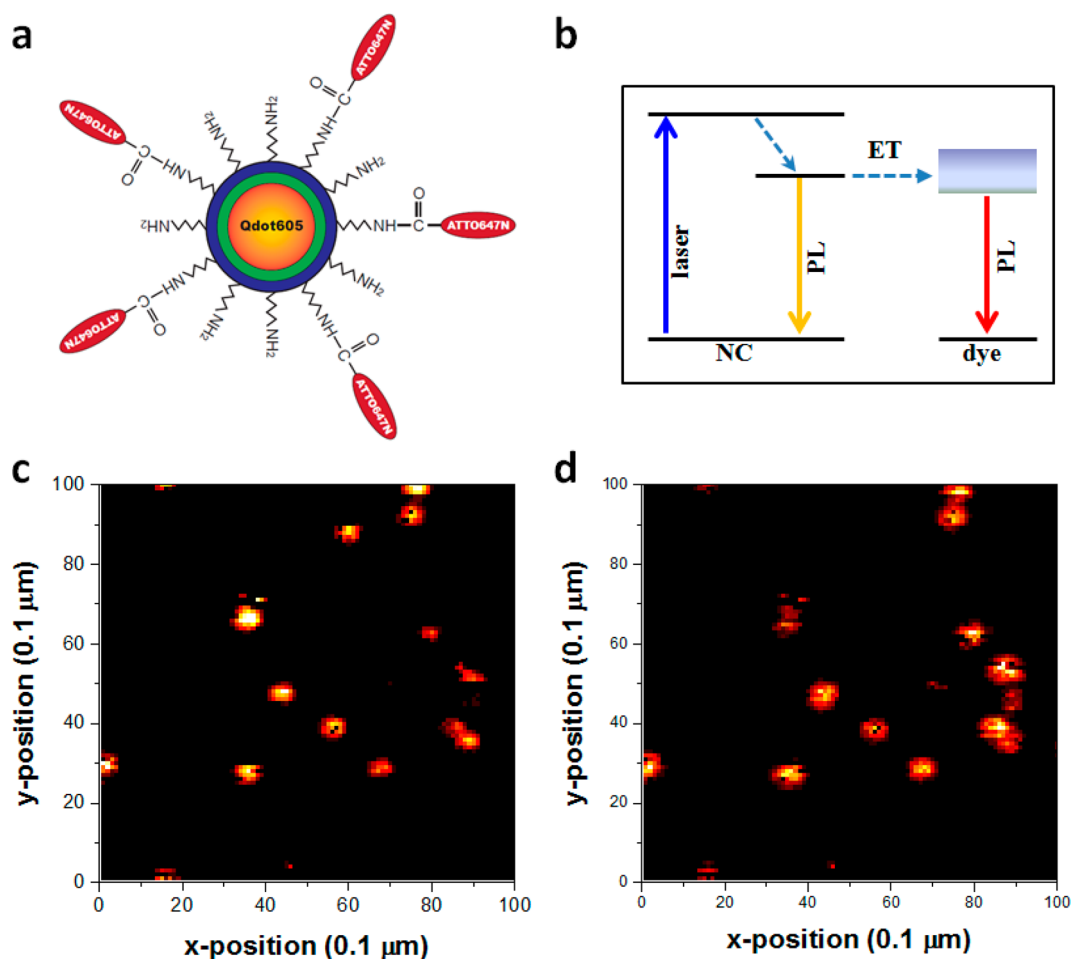 a
ATTO647N
O
C
NH
NH2
NH2
ATTO647N
C
O
HN
NH2
Qdot605
NH
C
O
ATTO647N
NH2
HN
C
O
ATTO647N
NH2
NH2
NH2
NH
C
O
ATTO647N
b
ET
laser
PL
PL
NC
dye
c
100
80
60
40
20
0
0 20 40 60 80 100
y-position (0.1 μm)
x-position (0.1 μm)
d
100
80
60
40
20
0
0 20 40 60 80 100
y-position (0.1 μm)
x-position (0.1 μm)